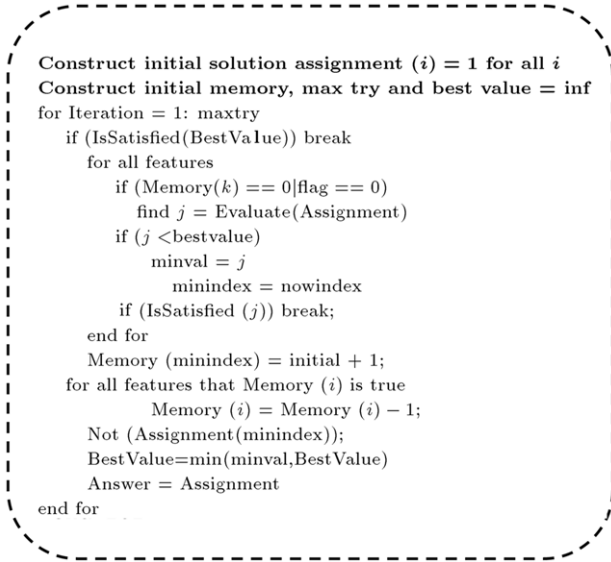 Construct initial solution assignment (i) = 1 for all i
Construct initial memory, max try and best value = inf
for Iteration = 1: maxtry
if (IsSatisfied(BestValue)) break
for all features
if (Memory(k) == 0|flag == 0)
find j = Evaluate(Assignment)
if (j <bestvalue)
minval = j
minindex = nowindex
if (IsSatisfied (j)) break;
end for
Memory (minindex) = initial + 1;
for all features that Memory (i) is true
Memory (i) = Memory (i) − 1;
Not (Assignment(minindex));
BestValue=min(minval,BestValue)
Answer = Assignment
end for